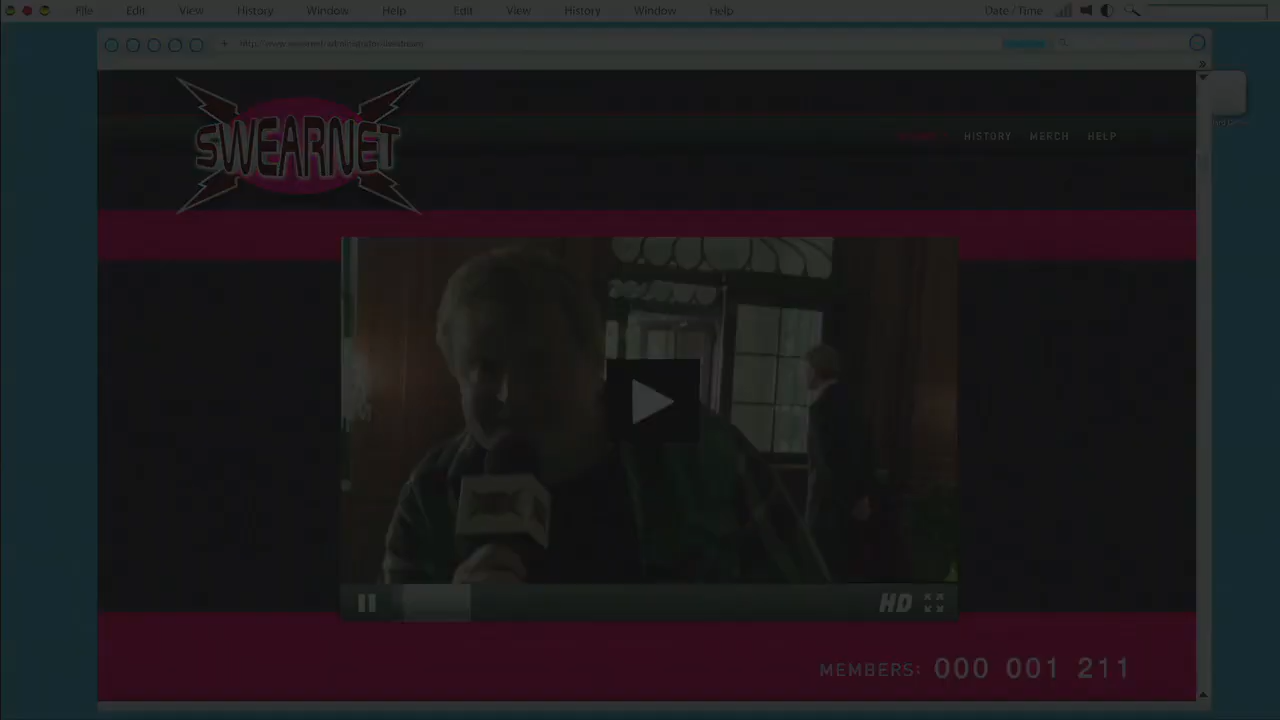 File Edit View History Window Help Edit View History Window Help Date / Time
SWEARNET
HISTORY MERCH HELP
HD
MEMBERS: 000 001 211